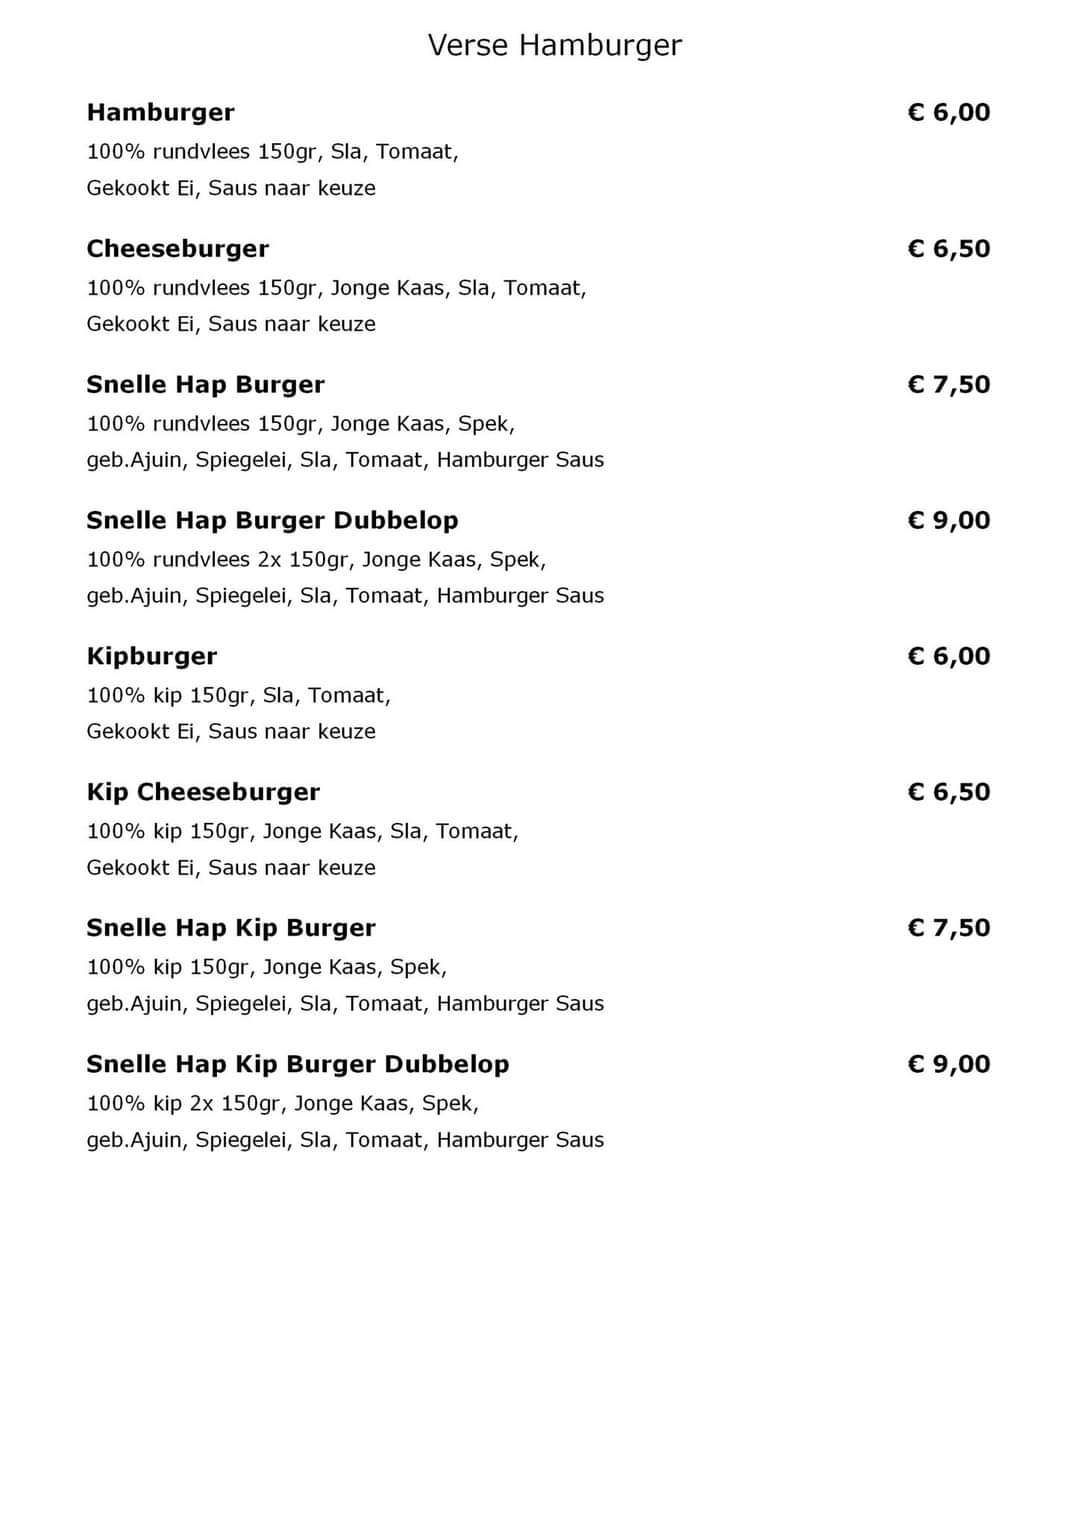 Verse Hamburger
Hamburger € 6,00
100% rundvlees 150gr, Sla, Tomaat,
Gekookt Ei, Saus naar keuze
Cheeseburger € 6,50
100% rundvlees 150gr, Jonge Kaas, Sla, Tomaat,
Gekookt Ei, Saus naar keuze
Snelle Hap Burger € 7,50
100% rundvlees 150gr, Jonge Kaas, Spek,
geb.Ajuin, Spiegelei, Sla, Tomaat, Hamburger Saus
Snelle Hap Burger Dubbelop € 9,00
100% rundvlees 2x 150gr, Jonge Kaas, Spek,
geb.Ajuin, Spiegelei, Sla, Tomaat, Hamburger Saus
Kipburger € 6,00
100% kip 150gr, Sla, Tomaat,
Gekookt Ei, Saus naar keuze
Kip Cheeseburger € 6,50
100% kip 150gr, Jonge Kaas, Sla, Tomaat,
Gekookt Ei, Saus naar keuze
Snelle Hap Kip Burger € 7,50
100% kip 150gr, Jonge Kaas, Spek,
geb.Ajuin, Spiegelei, Sla, Tomaat, Hamburger Saus
Snelle Hap Kip Burger Dubbelop € 9,00
100% kip 2x 150gr, Jonge Kaas, Spek,
geb.Ajuin, Spiegelei, Sla, Tomaat, Hamburger Saus